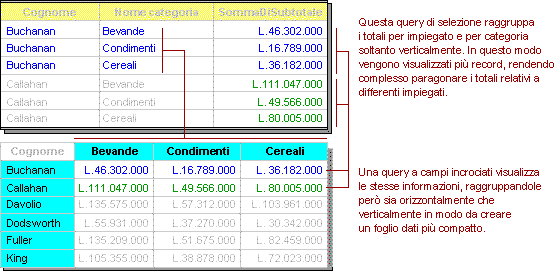 Cognome Nome categoria SommaDiSubtotale
Buchanan Bevande L.46.302.000
Buchanan Condimenti L.16.789.000
Buchanan Cereali L.36.182.000
Callahan Bevande L.111.047.000
Callahan Condimenti L. 49.566.000
Callahan Cereali L. 80.005.000
Questa query di selezione raggruppa
i totali per impiegato e per categoria
soltanto verticalmente. In questo modo
vengono visualizzati più record, rendendo
complesso paragonare i totali relativi a
differenti impiegati.
Cognome Bevande Condimenti Cereali
Buchanan L.46.302.000 L.16.789.000 L. 36.182.000
Callahan L.111.047.000 L.49.566.000 L. 80.005.000
Davolio L.135.575.000 L.57.312.000 L.103.961.000
Dodsworth L.55.931.000 L.37.270.000 L. 30.342.000
Fuller L.135.209.000 L.51.675.000 L. 82.459.000
King L.105.355.000 L.38.878.000 L. 72.023.000
Una query a campi incrociati visualizza
le stesse informazioni, raggruppandole
però sia orizzontalmente che
verticalmente in modo da creare
un foglio dati più compatto.